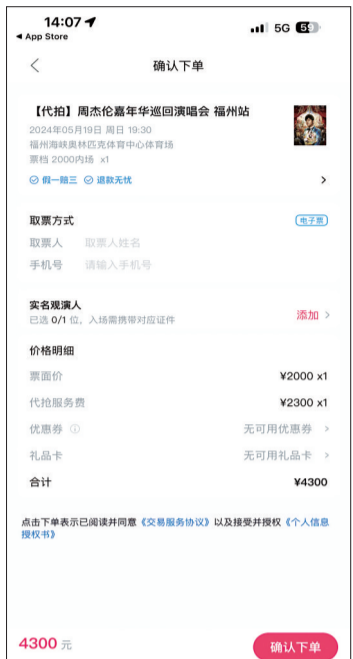 14:07
5G 59
App Store
确认下单
【代拍】周杰伦嘉年华巡回演唱会 福州站
2024年05月19日 周日 19:30
福州海峡奥林匹克体育中心体育场
票档 2000内场 x1
假一赔三 退款无忧
取票方式
电子票
取票人 取票人姓名
手机号 请输入手机号
实名观演人
已选 0/1 位，入场需携带对应证件
添加
价格明细
票面价 ¥2000 x1
代抢服务费 ¥2300 x1
优惠券 无可用优惠券
礼品卡 无可用礼品卡
合计 ¥4300
点击下单表示已阅读并同意《交易服务协议》以及接受并授权《个人信息
授权书》
4300 元
确认下单